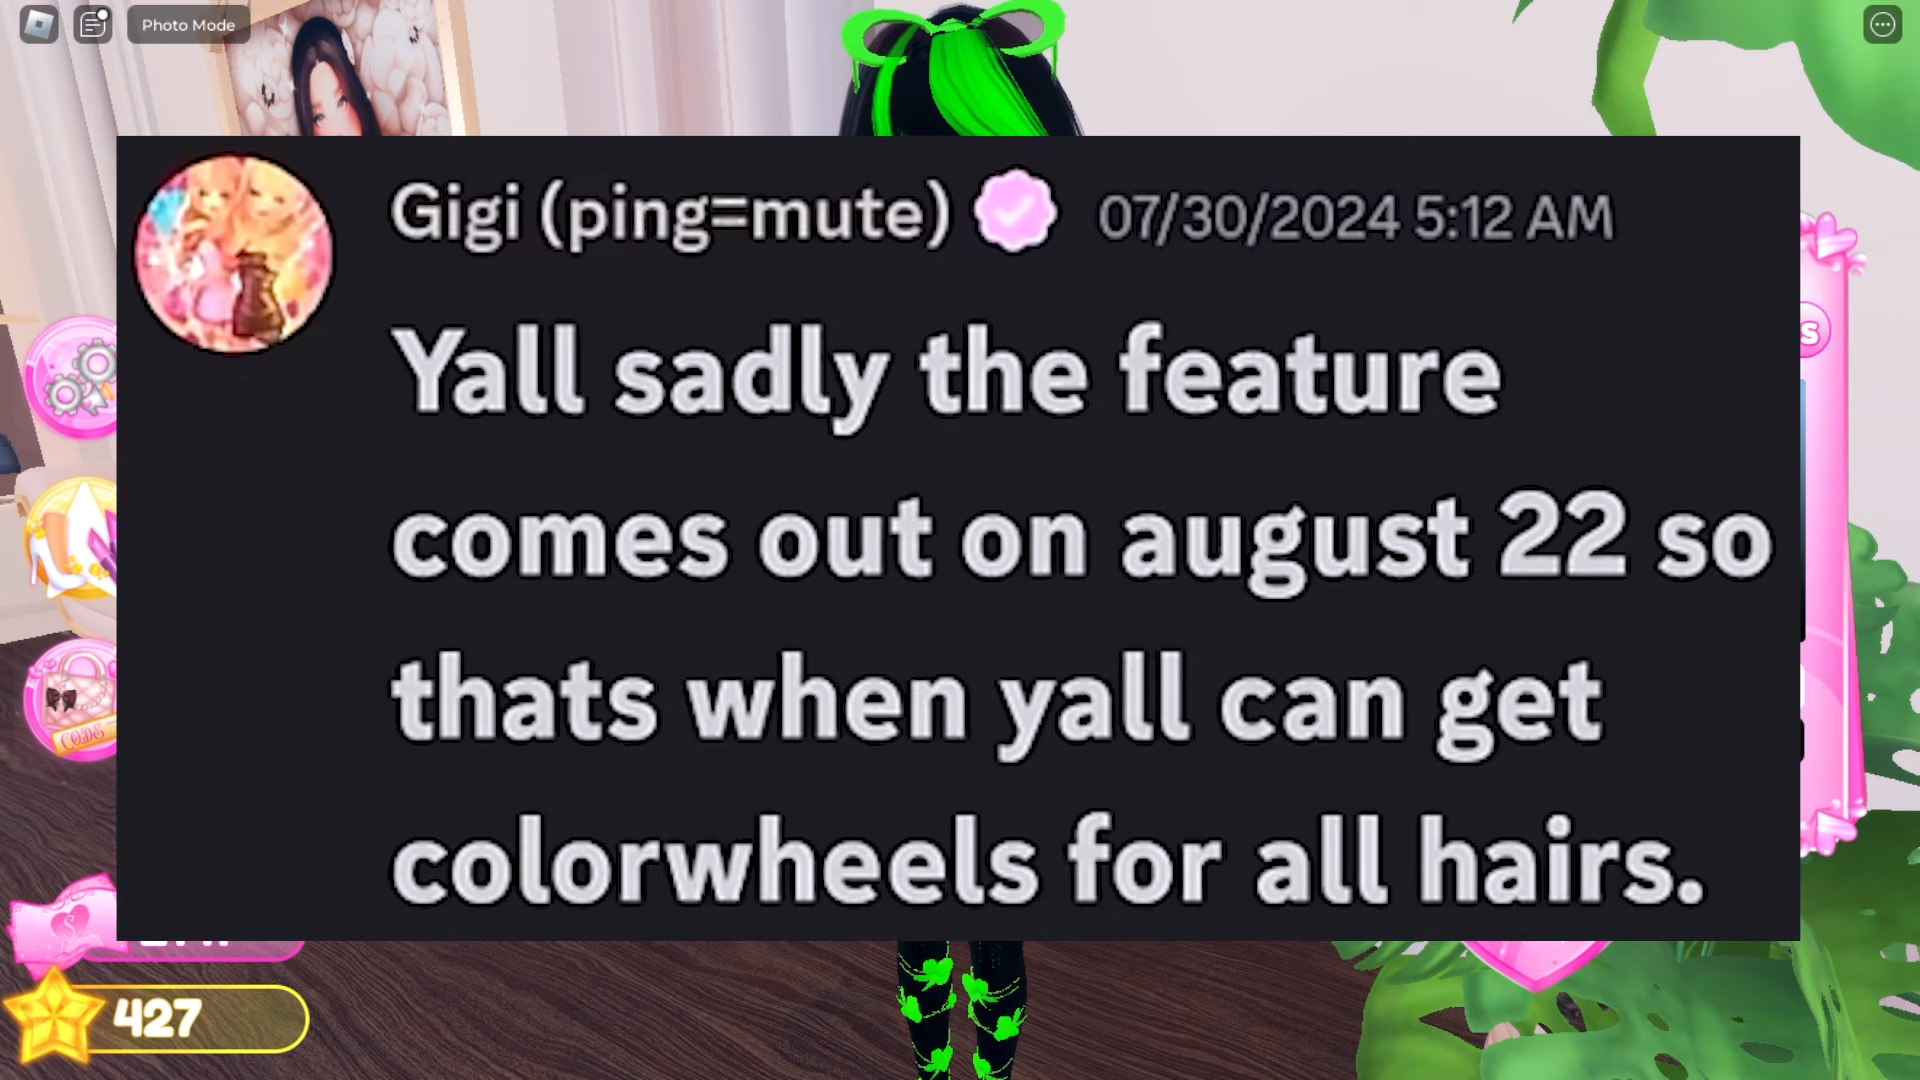 Photo Mode
Gigi (ping=mute) 07/30/2024 5:12 AM
Yall sadly the feature
comes out on august 22 so
thats when yall can get
colorwheels for all hairs.
CODE
427